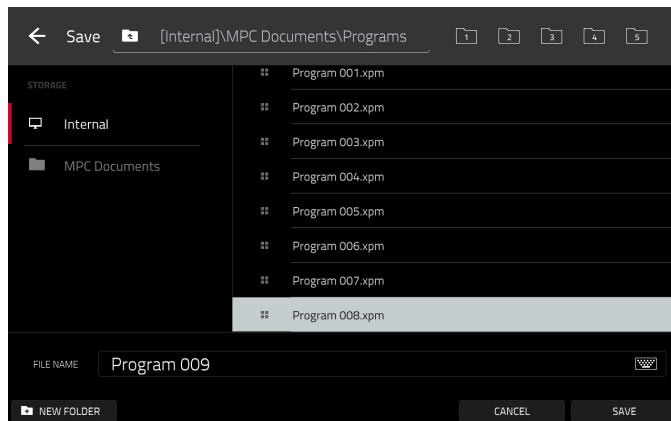 Save [Internal]\MPC Documents\Programs 1 2 3 4 5
STORAGE
Internal
MPC Documents
Program 001.xpm
Program 002.xpm
Program 003.xpm
Program 004.xpm
Program 005.xpm
Program 006.xpm
Program 007.xpm
Program 008.xpm
FILE NAME Program 009
NEW FOLDER CANCEL SAVE